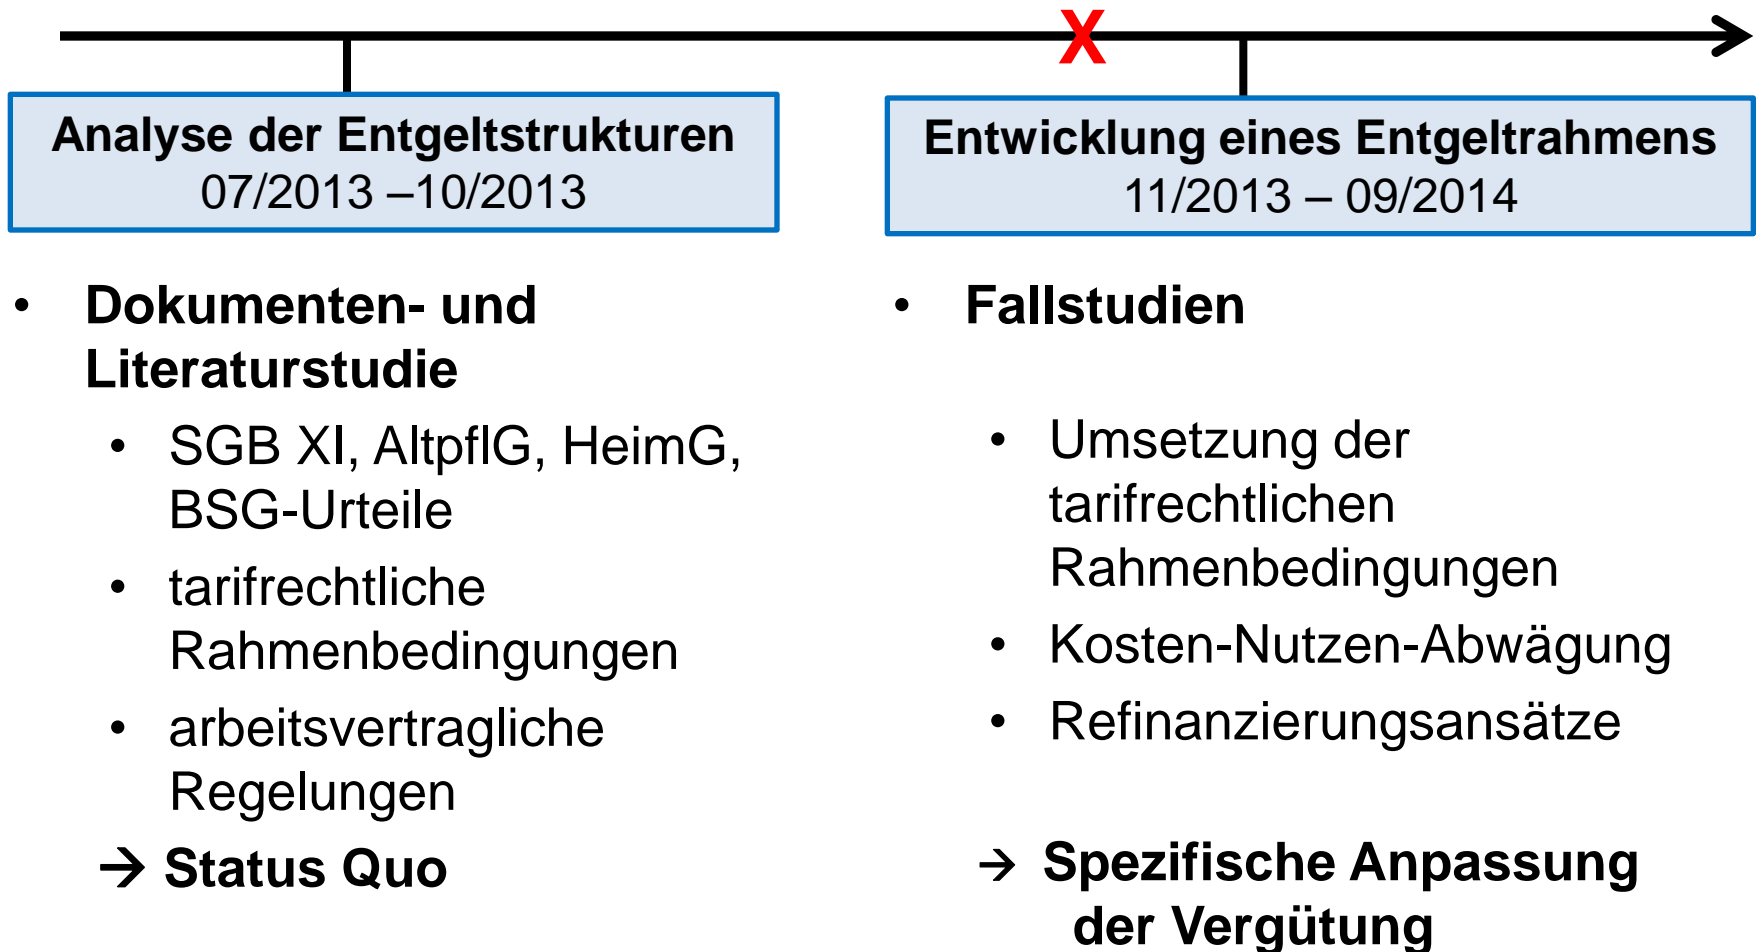 X
Analyse der Entgeltstrukturen
07/2013 –10/2013
• Dokumenten- und
Literaturstudie
• SGB XI, AltpflG, HeimG,
BSG-Urteile
• tarifrechtliche
Rahmenbedingungen
• arbeitsvertragliche
Regelungen
→ Status Quo
Entwicklung eines Entgeltrahmens
11/2013 – 09/2014
• Fallstudien
• Umsetzung der
tarifrechtlichen
Rahmenbedingungen
• Kosten-Nutzen-Abwägung
• Refinanzierungsansätze
→ Spezifische Anpassung
der Vergütung